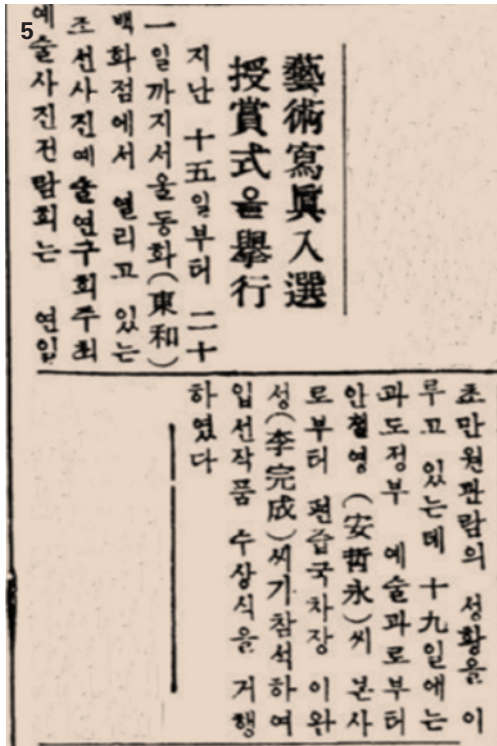 5
藝術寫眞入選
授賞式을擧行
지난 十五일부터 二十
一일까지서울동화(東和)
백화점에서 열리고 있는
조선사진예술연구회주최
예술사진전람회는 연일
초만원관람의 성황을 이
루고 있는데 十九일에는
과도정부 예술과로부터
안철영 (安哲永)씨 본사
로부터 편즙국차장 이완
성(李完成)씨가참석하여
입선작품 수상식을 거행
하였다